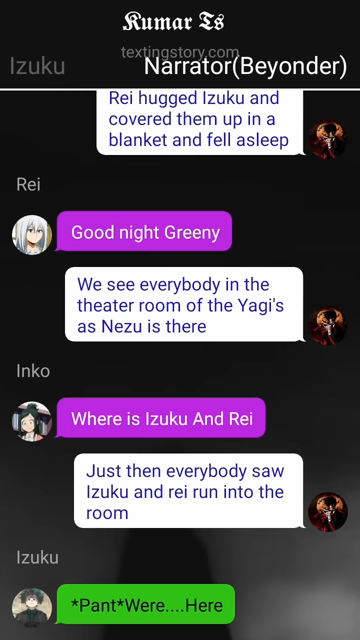 Kumar Ts
textingstory.com
Izuku
Narrator(Beyonder)
Rei hugged Izuku and
covered them up in a
blanket and fell asleep
Rei
Good night Greeny
We see everybody in the
theater room of the Yagi's
as Nezu is there
Inko
Where is Izuku And Rei
Just then everybody saw
Izuku and rei run into the
room
Izuku
*Pant*Were....Here